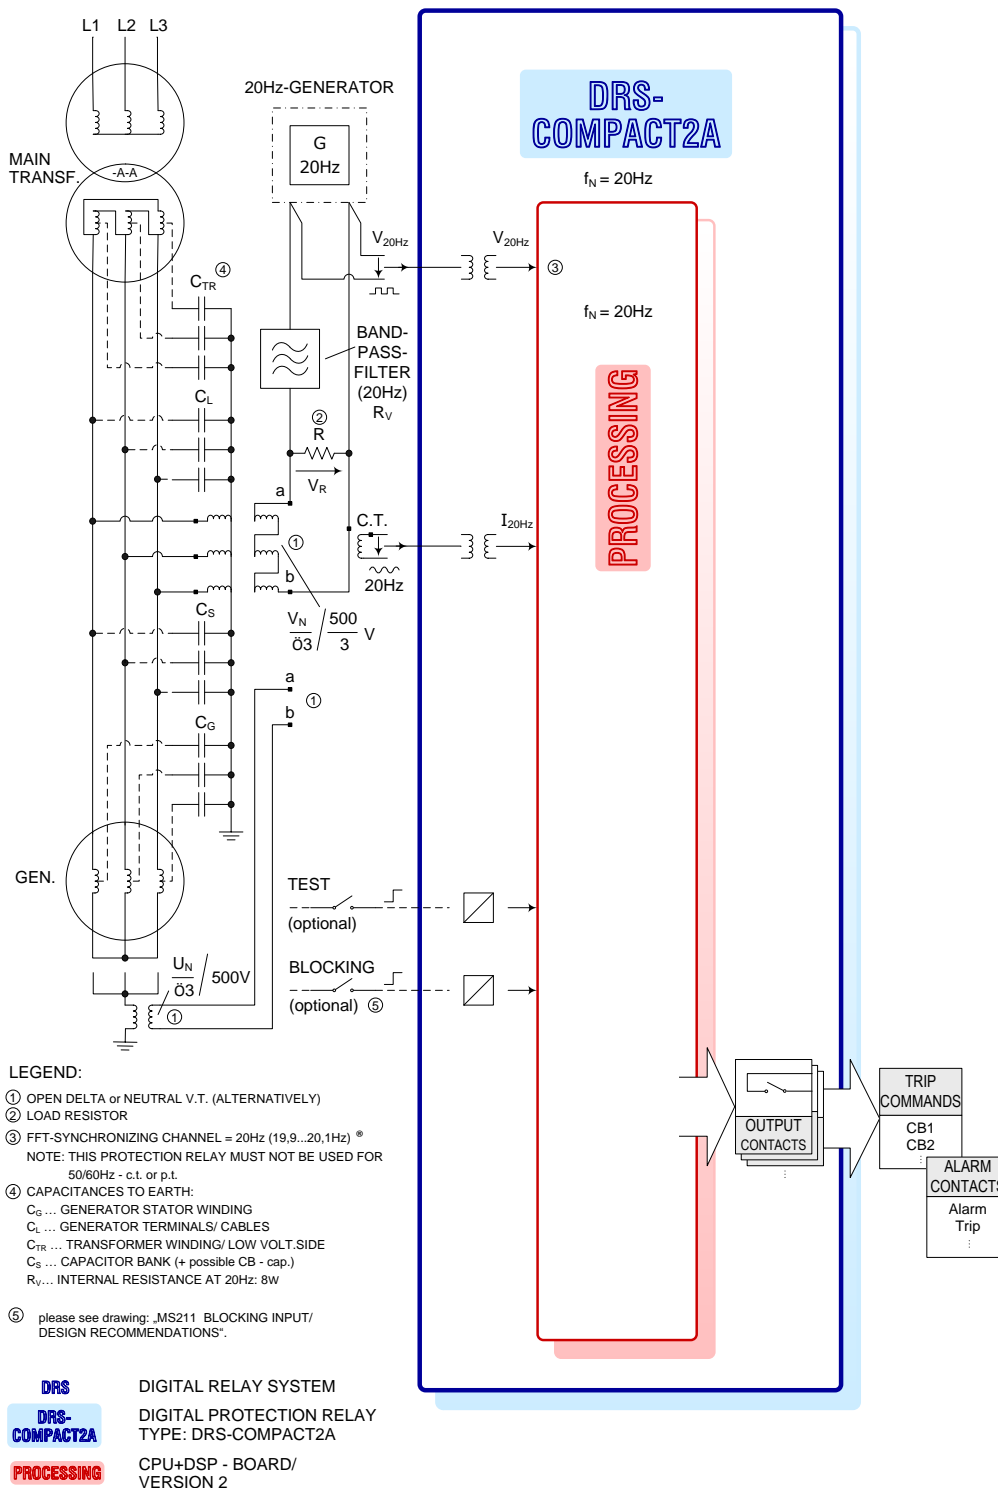 L1 L2 L3
20Hz-GENERATOR
G
20Hz
DRS-
COMPACT2A
fN = 20Hz
MAIN
TRANSF.
-A-A
V20Hz
V20Hz
③
CTR ④
fN = 20Hz
BAND-
PASS-
FILTER
(20Hz)
RV
PROCESSING
CL
②
R
VR
a
C.T.
I20Hz
①
20Hz
b
CS
VN
Ö3 / 500
3 V
a
①
b
CG
GEN.
TEST
(optional)
BLOCKING
(optional) ⑤
UN
Ö3 / 500V
①
OUTPUT
CONTACTS
⋮
TRIP
COMMANDS
CB1
CB2
⋮
ALARM
CONTACTS
Alarm
Trip
⋮
LEGEND:
① OPEN DELTA or NEUTRAL V.T. (ALTERNATIVELY)
② LOAD RESISTOR
③ FFT-SYNCHRONIZING CHANNEL = 20Hz (19,9...20,1Hz) ®
NOTE: THIS PROTECTION RELAY MUST NOT BE USED FOR
50/60Hz - c.t. or p.t.
④ CAPACITANCES TO EARTH:
CG ... GENERATOR STATOR WINDING
CL ... GENERATOR TERMINALS/ CABLES
CTR ... TRANSFORMER WINDING/ LOW VOLT.SIDE
CS ... CAPACITOR BANK (+ possible CB - cap.)
RV... INTERNAL RESISTANCE AT 20Hz: 8w
⑤ please see drawing: „MS211 BLOCKING INPUT/
DESIGN RECOMMENDATIONS“.
DRS DIGITAL RELAY SYSTEM
DRS-
COMPACT2A
DIGITAL PROTECTION RELAY
TYPE: DRS-COMPACT2A
PROCESSING
CPU+DSP - BOARD/
VERSION 2